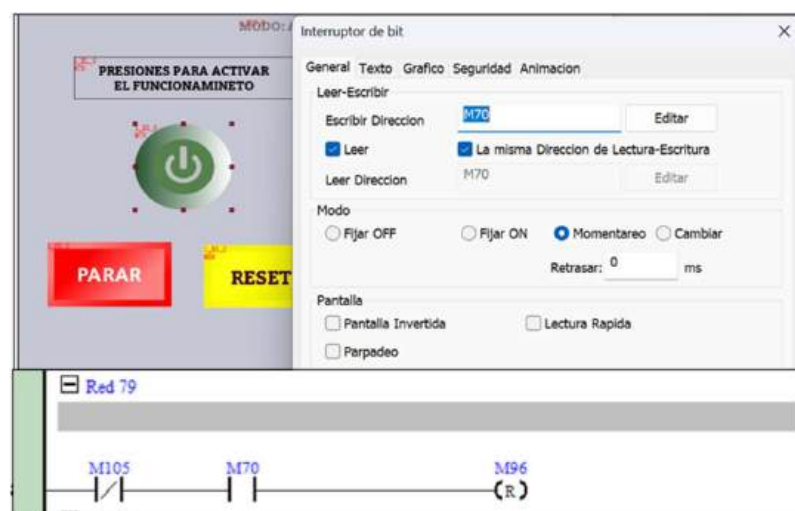 MODO: A
Interruptor de bit
PRESIONES PARA ACTIVAR
EL FUNCIONAMINETO
PARAR
RESET
General Texto Grafico Seguridad Animacion
Leer-Escribir
Escribir Direccion M70 Editar
Leer La misma Direccion de Lectura-Escritura
Leer Direccion M70 Editar
Modo
Fijar OFF Fijar ON Momentareo Cambiar
Retrasar: 0 ms
Pantalla
Pantalla Invertida Lectura Rapida
Parpadeo
Red 79
M105 M70 M96
R